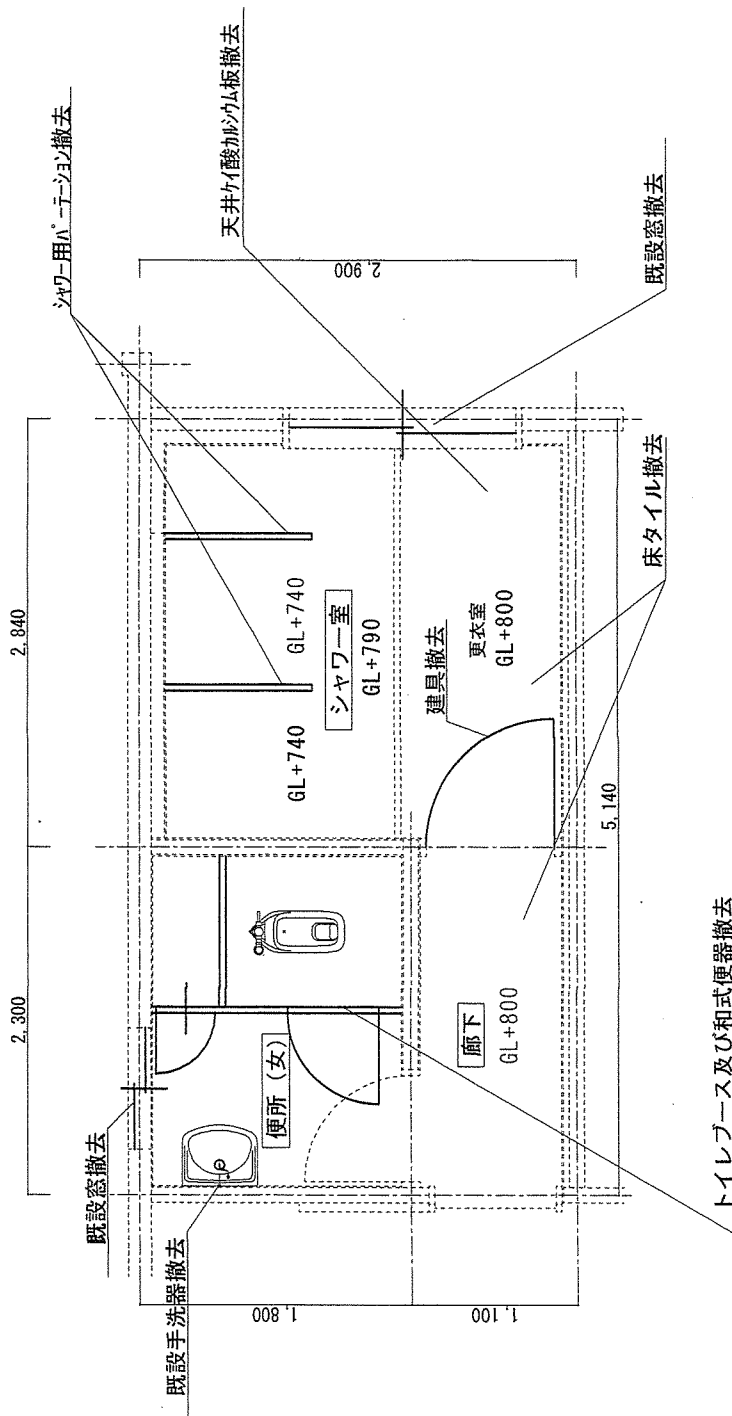 2,300
2,840
既設窓撤去
シャワー用パーテーション撤去
既設手洗器撤去
天井ケイ酸カルシウム板撤去
1,800
1,100
2,900
便所（女）
GL+740
GL+740
シャワー室
GL+790
廊下
GL+800
建具撤去
更衣室
GL+800
既設窓撤去
5,140
床タイル撤去
トイレブース及び和式便器撤去